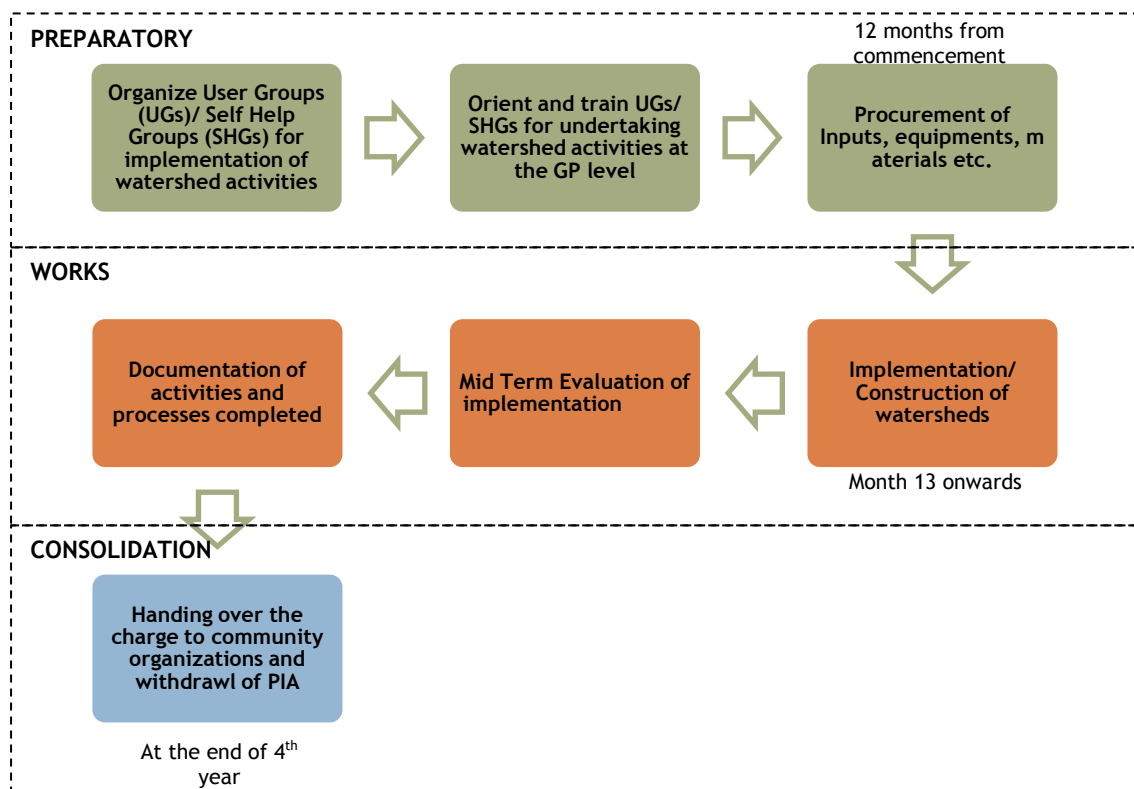 PREPARATORY
12 months from
commencement
Organize User Groups
(UGs)/ Self Help
Groups (SHGs) for
implementation of
watershed activities
Orient and train UGs/
SHGs for undertaking
watershed activities at
the GP level
Procurement of
Inputs, equipments, m
aterials etc.
WORKS
Implementation/
Construction of
watersheds
Month 13 onwards
Mid Term Evaluation of
implementation
Documentation of
activities and
processes completed
CONSOLIDATION
Handing over the
charge to community
organizations and
withdrawl of PIA
At the end of 4th
year